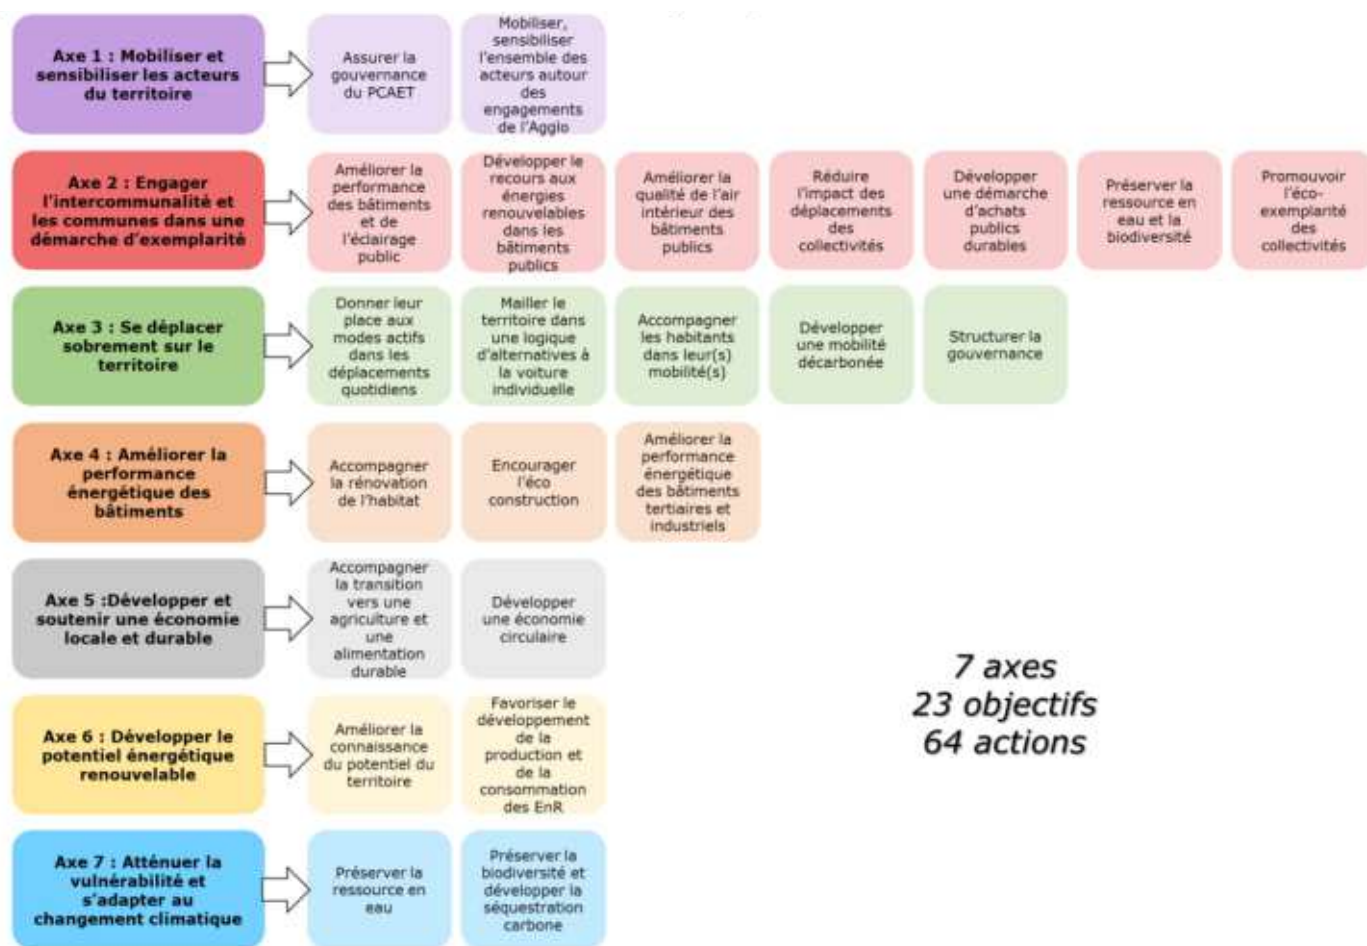 Axe 1 : Mobiliser et
sensibiliser les acteurs
du territoire
Assurer la
gouvernance
du PCAET
Mobiliser,
sensibiliser
l'ensemble des
acteurs autour
des
engagements
de l'Agglo
Axe 2 : Engager
l'intercommunalité et
les communes dans une
démarche d'exemplarité
Améliorer la
performance
des bâtiments
et de
l'éclairage
public
Développer le
recours aux
énergies
renouvelables
dans les
bâtiments
publics
Améliorer la
qualité de l'air
intérieur des
bâtiments
publics
Réduire
l'impact des
déplacements
des
collectivités
Développer
une démarche
d'achats
publics
durables
Préserver la
ressource en
eau et la
biodiversité
Promouvoir
l'éco-
exemplarité
des
collectivités
Axe 3 : Se déplacer
sobrement sur le
territoire
Donner leur
place aux
modes actifs
dans les
déplacements
quotidiens
Mailler le
territoire dans
une logique
d'alternatives à
la voiture
individuelle
Accompagner
les habitants
dans leur(s)
mobilité(s)
Développer
une mobilité
décarbonée
Structurer la
gouvernance
Axe 4 : Améliorer la
performance
énergétique des
bâtiments
Accompagner
la rénovation
de l'habitat
Encourager
l'éco
construction
Améliorer la
performance
énergétique
des bâtiments
tertiaires et
industriels
Axe 5 :Développer et
soutenir une économie
locale et durable
Accompagner
la transition
vers une
agriculture et
une
alimentation
durable
Développer
une économie
circulaire
7 axes
23 objectifs
64 actions
Axe 6 : Développer le
potentiel énergétique
renouvelable
Améliorer la
connaissance
du potentiel du
territoire
Favoriser le
développement
de la
production et
de la
consommation
des EnR
Axe 7 : Atténuer la
vulnérabilité et
s'adapter au
changement climatique
Préserver la
ressource en
eau
Préserver la
biodiversité et
développer la
séquestration
carbone